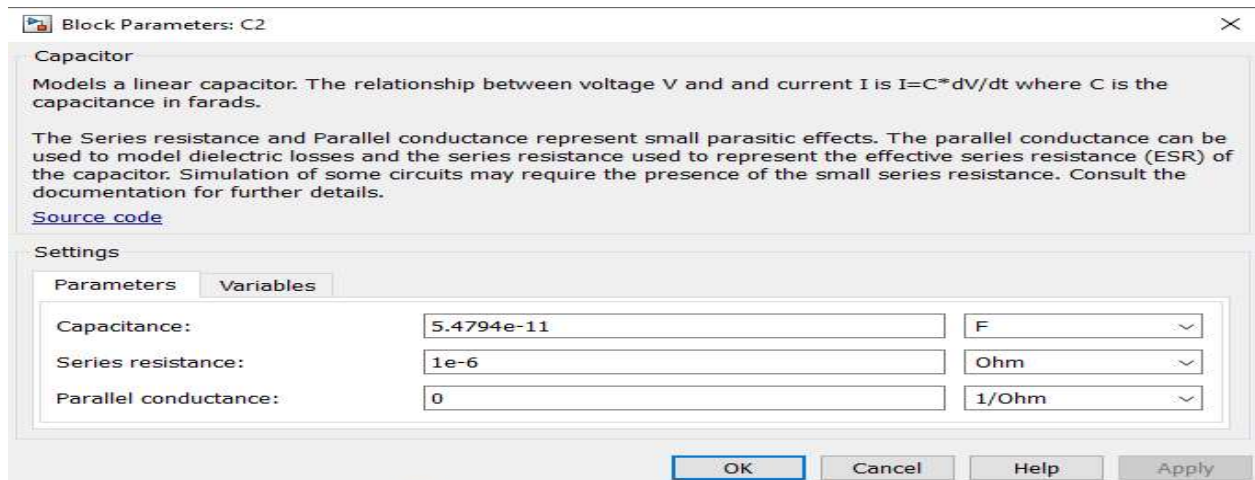 Block Parameters: C2
Capacitor
Models a linear capacitor. The relationship between voltage V and and current I is I=C*dV/dt where C is the
capacitance in farads.
The Series resistance and Parallel conductance represent small parasitic effects. The parallel conductance can be
used to model dielectric losses and the series resistance used to represent the effective series resistance (ESR) of
the capacitor. Simulation of some circuits may require the presence of the small series resistance. Consult the
documentation for further details.
Source code
Settings
Parameters Variables
Capacitance: 5.4794e-11 F
Series resistance: 1e-6 Ohm
Parallel conductance: 0 1/Ohm
OK Cancel Help Apply